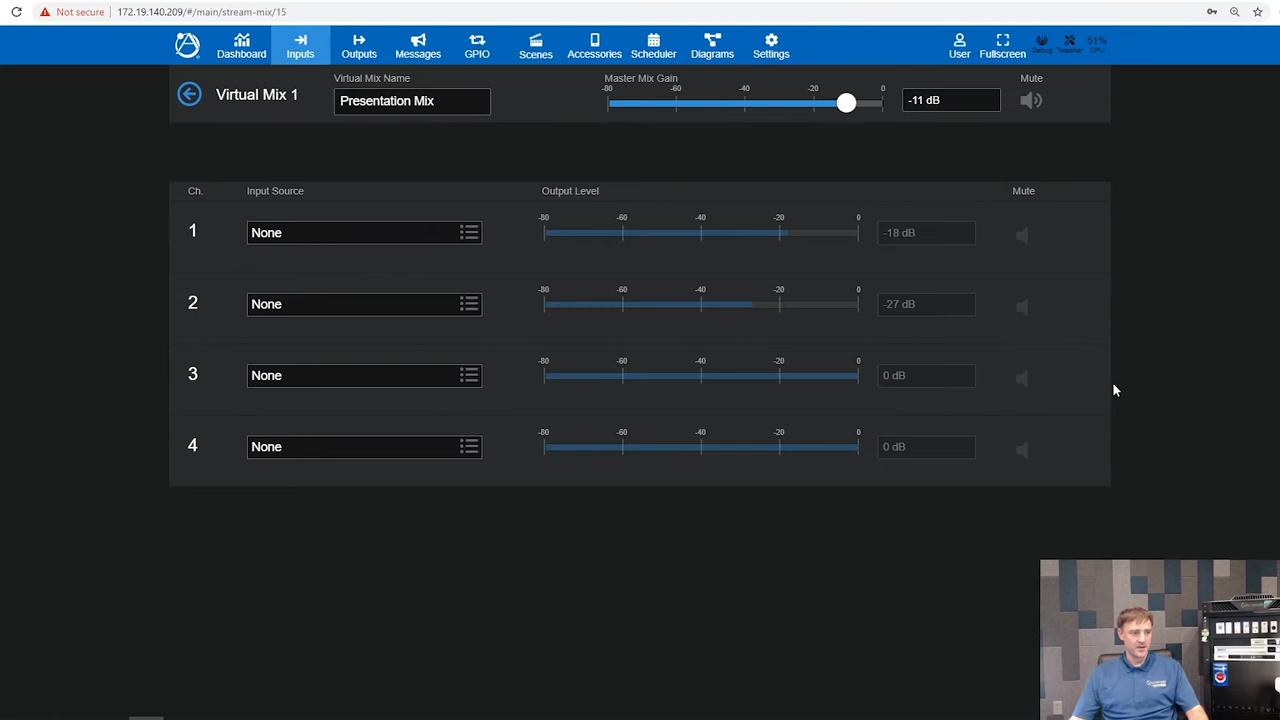 Not secure 172.19.140.209/#/main/stream-mix/15
Dashboard Inputs Outputs Messages GPIO Scenes Accessories Scheduler Diagrams Settings User Fullscreen Debug Tweaker 51% CPU
Virtual Mix Name Master Mix Gain Mute
Virtual Mix 1 Presentation Mix -80 -60 -40 -20 0 -11 dB
Ch. Input Source Output Level Mute
-80 -60 -40 -20 0
1 None -18 dB
-80 -60 -40 -20 0
2 None -27 dB
-80 -60 -40 -20 0
3 None 0 dB
-80 -60 -40 -20 0
4 None 0 dB